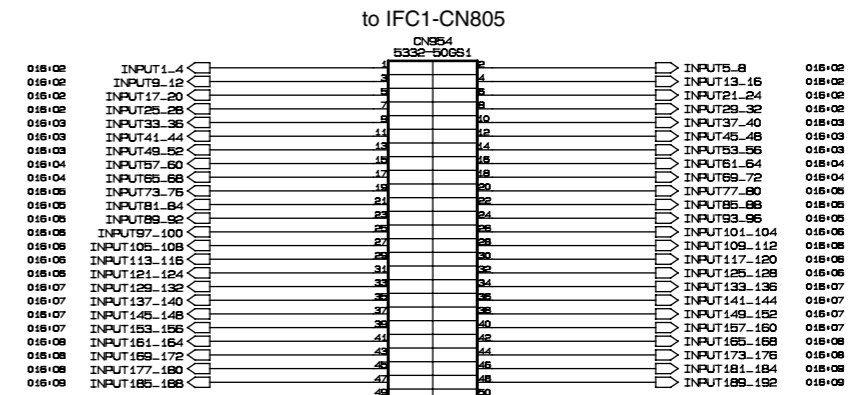 to IFC1-CN805
CN954
5332-50GS1
016:02 INPUT1_4 1 2 INPUT5_8 016:02
016:02 INPUT9_12 3 4 INPUT13_16 016:02
016:02 INPUT17_20 5 6 INPUT21_24 016:02
016:02 INPUT25_28 7 8 INPUT29_32 016:02
016:03 INPUT33_36 9 10 INPUT37_40 016:03
016:03 INPUT41_44 11 12 INPUT45_48 016:03
016:03 INPUT49_52 13 14 INPUT53_56 016:03
016:04 INPUT57_60 15 16 INPUT61_64 016:04
016:04 INPUT65_68 17 18 INPUT69_72 016:04
016:05 INPUT73_76 19 20 INPUT77_80 016:05
016:05 INPUT81_84 21 22 INPUT85_88 016:05
016:05 INPUT89_92 23 24 INPUT93_96 016:05
016:06 INPUT97_100 25 26 INPUT101_104 016:06
016:06 INPUT105_108 27 28 INPUT109_112 016:06
016:06 INPUT113_116 29 30 INPUT117_120 016:06
016:06 INPUT121_124 31 32 INPUT125_128 016:06
016:07 INPUT129_132 33 34 INPUT133_136 016:07
016:07 INPUT137_140 35 36 INPUT141_144 016:07
016:07 INPUT145_148 37 38 INPUT149_152 016:07
016:07 INPUT153_156 39 40 INPUT157_160 016:07
016:08 INPUT161_164 41 42 INPUT165_168 016:08
016:08 INPUT169_172 43 44 INPUT173_176 016:08
016:08 INPUT177_180 45 46 INPUT181_184 016:08
016:09 INPUT185_188 47 48 INPUT189_192 016:09
49 50